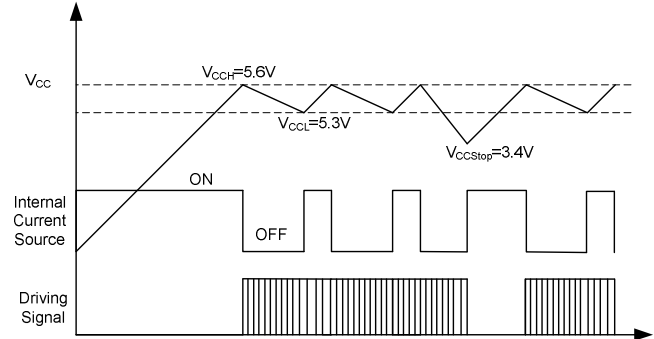 VCCH=5.6V
VCC
VCCL=5.3V
VCCStop=3.4V
ON
Internal
Current
Source
OFF
Driving
Signal